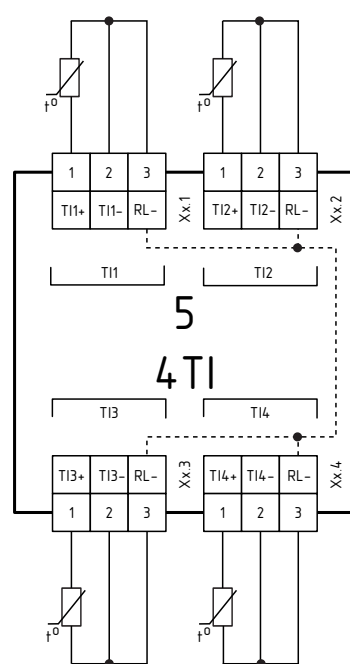 t° t°
1 2 3 1 2 3
TI1+ TI1- RL- Xx.1 TI2+ TI2- RL- Xx.2
TI1 TI2
5
4TI
TI3 TI4
TI3+ TI3- RL- Xx.3 TI4+ TI4- RL- Xx.4
1 2 3 1 2 3
t° t°